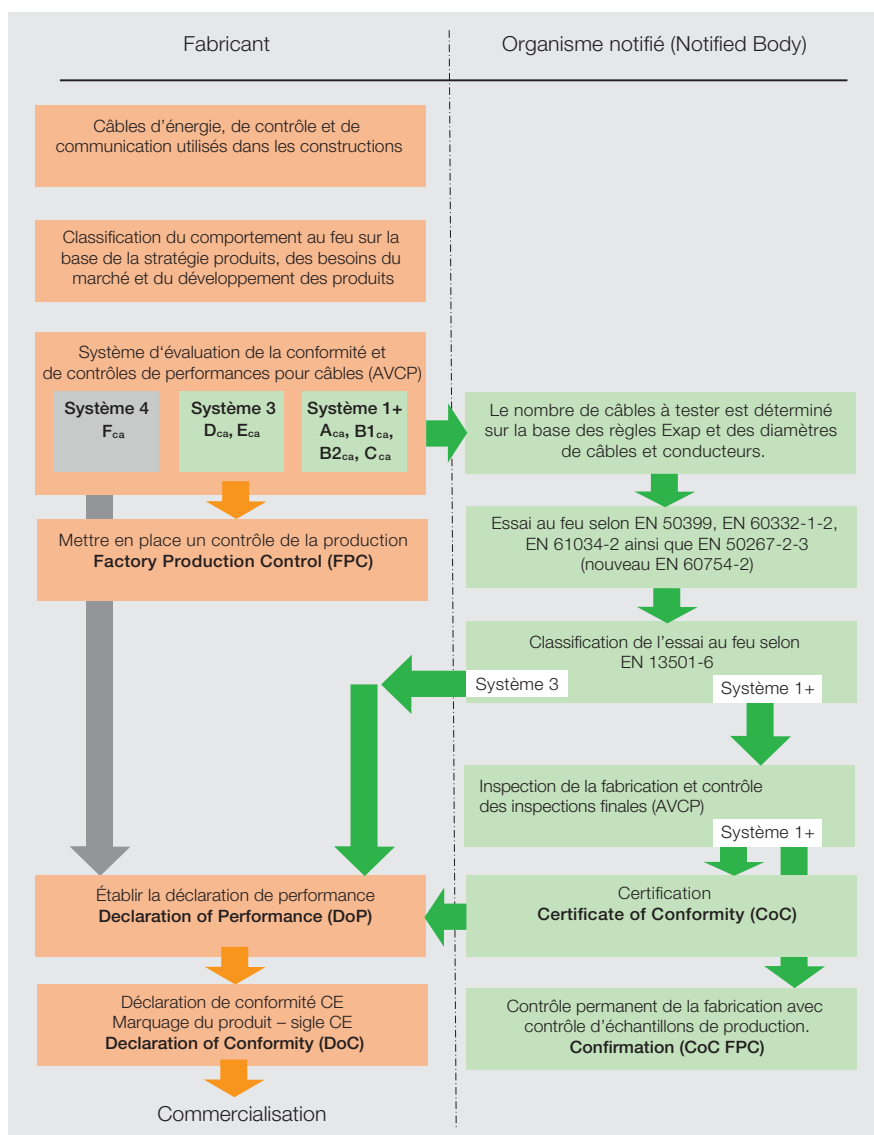 Fabricant
Organisme notifié (Notified Body)
Câbles d’énergie, de contrôle et de
communication utilisés dans les constructions
Classification du comportement au feu sur la
base de la stratégie produits, des besoins du
marché et du développement des produits
Système d‘évaluation de la conformité et
de contrôles de performances pour câbles (AVCP)
Système 4
Fca
Système 3
Dca, Eca
Système 1+
Aca, B1ca,
B2ca, Cca
Le nombre de câbles à tester est déterminé
sur la base des règles Exap et des diamètres
de câbles et conducteurs.
Mettre en place un contrôle de la production
Factory Production Control (FPC)
Essai au feu selon EN 50399, EN 60332-1-2,
EN 61034-2 ainsi que EN 50267-2-3
(nouveau EN 60754-2)
Classification de l’essai au feu selon
EN 13501-6
Système 3
Système 1+
Inspection de la fabrication et contrôle
des inspections finales (AVCP)
Système 1+
Établir la déclaration de performance
Declaration of Performance (DoP)
Certification
Certificate of Conformity (CoC)
Déclaration de conformité CE
Marquage du produit – sigle CE
Declaration of Conformity (DoC)
Contrôle permanent de la fabrication avec
contrôle d’échantillons de production.
Confirmation (CoC FPC)
Commercialisation